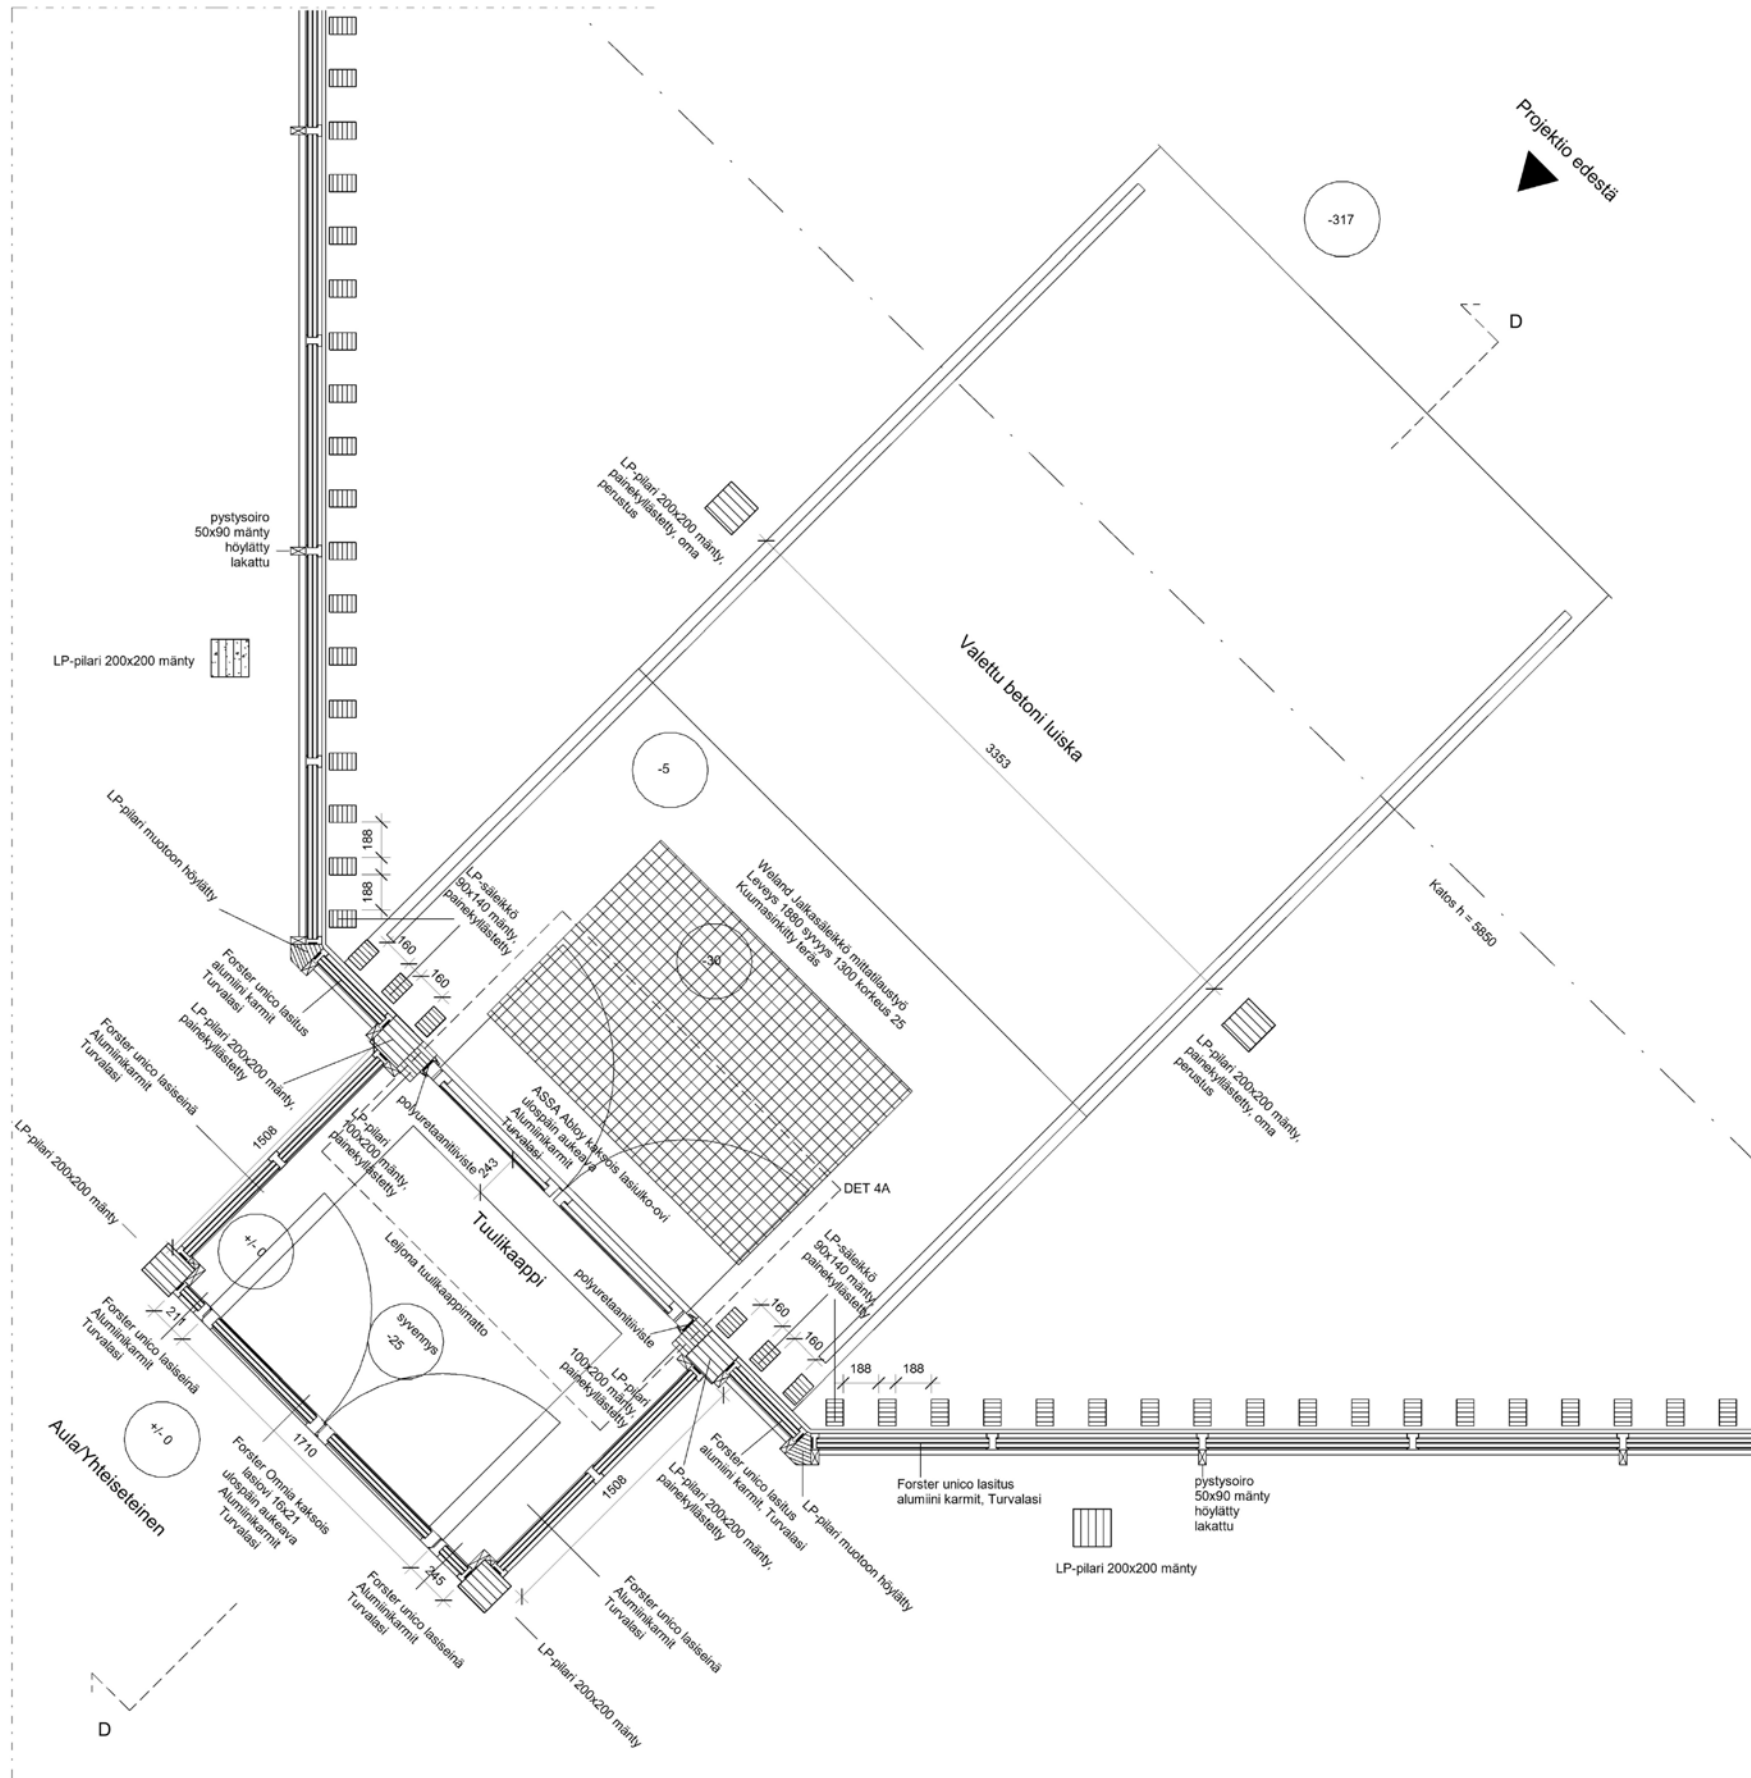 Projektio edestä
-317
D
LP-pilari 200x200 mänty,
painekyllästetty, oma
perustus
pystysoiro
50x90 mänty
höylätty
lakattu
LP-pilari 200x200 mänty
Valettu betoni luiska
3353
-5
LP-pilari muotoon höylätty
188
188
LP-säleikkö
90x140 mänty,
painekyllästetty
160
160
Weland Jalkasäleikkö mittatilaustyö
Leveys 1880 syvyys 1300 korkeus 25
Kuumasinkitty teräs
-30
Katos h = 5850
Forster unico lasitus
alumiini karmit
Turvalasi
LP-pilari 200x200 mänty,
painekyllästetty
Forster unico lasiseinä
Alumiinikarmit
Turvalasi
1508
LP-pilari 200x200 mänty
polyuretaanitiiviste
LP-pilari
100x200 mänty,
painekyllästetty
243
ASSA Abloy kaksois lasiulko-ovi
ulospäin aukeava
Alumiinikarmit
Turvalasi
LP-pilari 200x200 mänty,
painekyllästetty, oma
perustus
DET 4A
Tuulikaappi
Leijona tuulikaappimatto
+/- 0
syvennys
-25
polyuretaanitiiviste
LP-pilari
100x200 mänty,
painekyllästetty
LP-säleikkö
90x140 mänty,
painekyllästetty
160
160
188
188
211
Forster unico lasiseinä
Alumiinikarmit
Turvalasi
+/- 0
Aula/Yhteiseteinen
1710
Forster Omnia kaksois
lasiovi 16x21
ulospäin aukeava
Alumiinikarmit
Turvalasi
245
Forster unico lasiseinä
Alumiinikarmit
Turvalasi
1508
Forster unico lasiseinä
Alumiinikarmit
Turvalasi
Forster unico lasitus
alumiini karmit, Turvalasi
LP-pilari 200x200 mänty,
painekyllästetty
LP-pilari muotoon höylätty
Forster unico lasitus
alumiini karmit, Turvalasi
pystysoiro
50x90 mänty
höylätty
lakattu
LP-pilari 200x200 mänty
LP-pilari 200x200 mänty
D